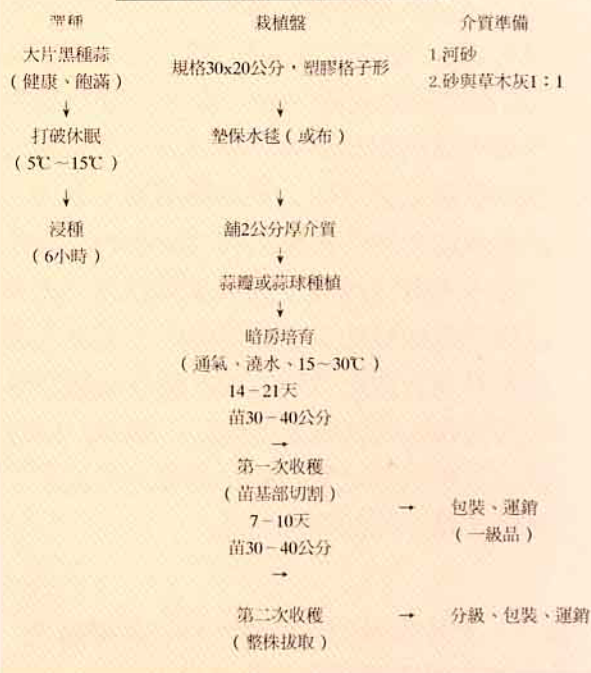 選種
大片黑種蒜
(健康、飽滿)
↓
打破休眠
(5℃~15℃)
↓
浸種
(6小時)
栽植盤
規格30x20公分,塑膠格子形
↓
墊保水毯(或布)
↓
舖2公分厚介質
↓
蒜瓣或蒜球種植
↓
暗房培育
(通氣、澆水、15~30℃)
14-21天
苗30-40公分
→
第一次收穫
(苗基部切割)
7-10天
苗30-40公分
→
第二次收穫
(整株拔取)
介質準備
1.河砂
2.砂與草木灰1:1
→ 包裝、運銷
(一級品)
→ 分級、包裝、運銷